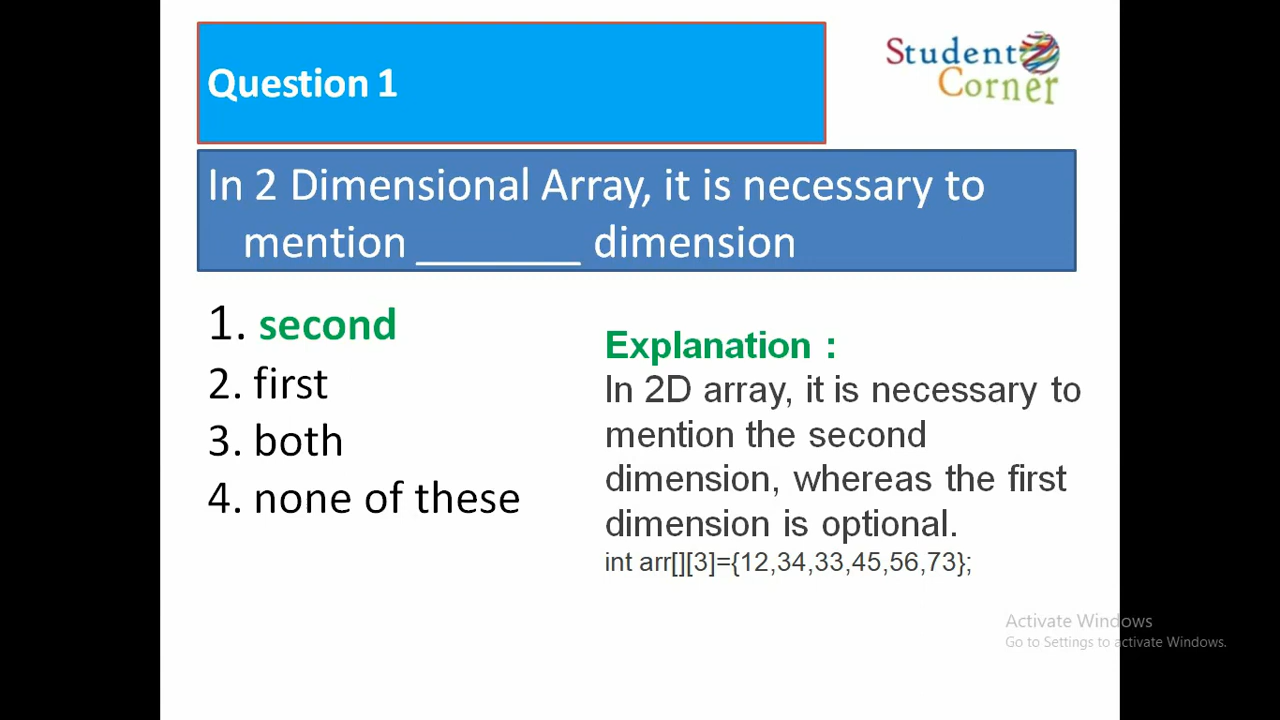 Question 1
Student
Corner
In 2 Dimensional Array, it is necessary to
mention _______ dimension
1. second
2. first
3. both
4. none of these
Explanation :
In 2D array, it is necessary to
mention the second
dimension, whereas the first
dimension is optional.
int arr[][3]={12,34,33,45,56,73};
Activate Windows
Go to Settings to activate Windows.